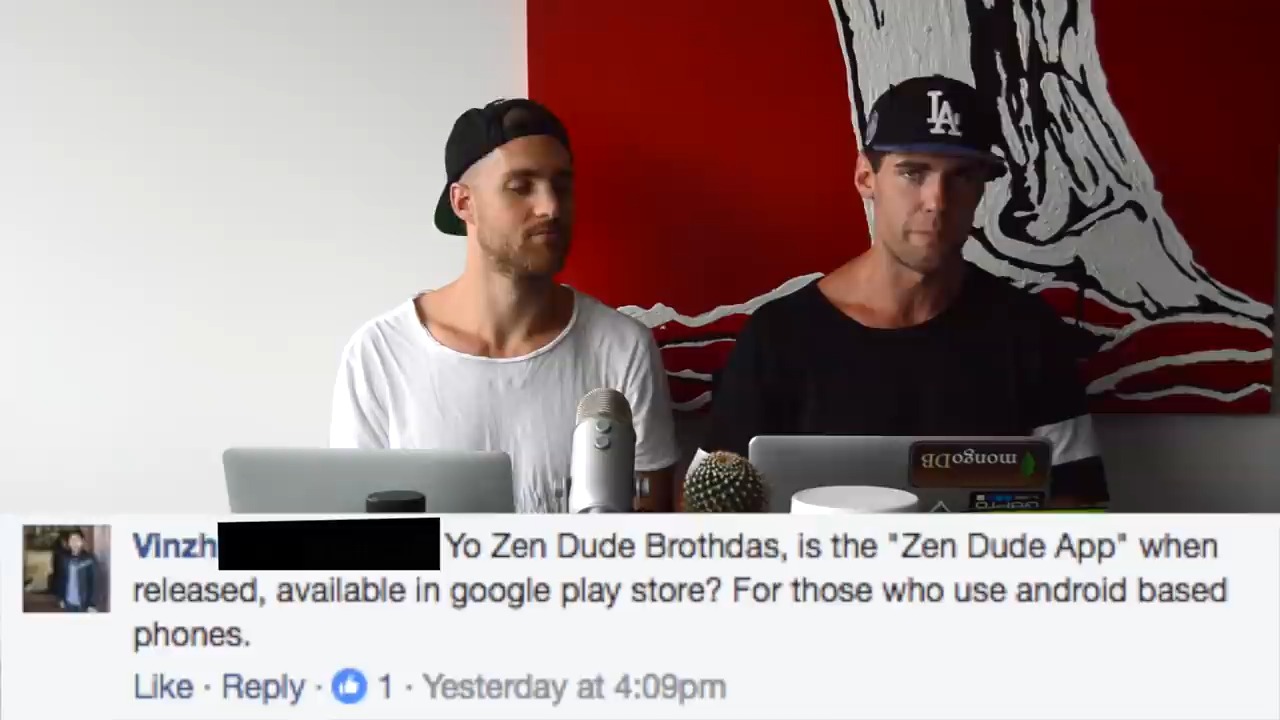 LA
mongoDB
GoPro
Vinzh
Yo Zen Dude Brothdas, is the "Zen Dude App" when
released, available in google play store? For those who use android based
phones.
Like · Reply · 1 · Yesterday at 4:09pm